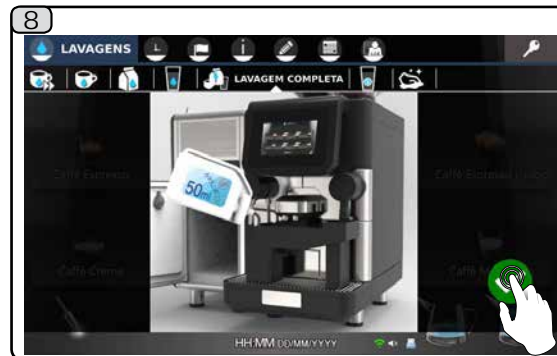 8
LAVAGENS
LAVAGEM COMPLETA
50ml
Caffè Espresso
Caffè Crema
HH:MM DD/MM/YYYY